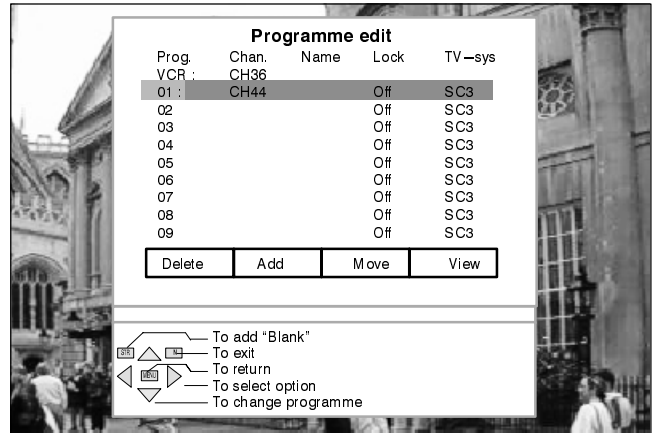 Programme edit
Prog. Chan. Name Lock TV-sys
VCR : CH36
01 : CH44 Off SC3
02 Off SC3
03 Off SC3
04 Off SC3
05 Off SC3
06 Off SC3
07 Off SC3
08 Off SC3
09 Off SC3
Delete Add Move View
To add “Blank”
STR N To exit
MENU To return
To select option
To change programme